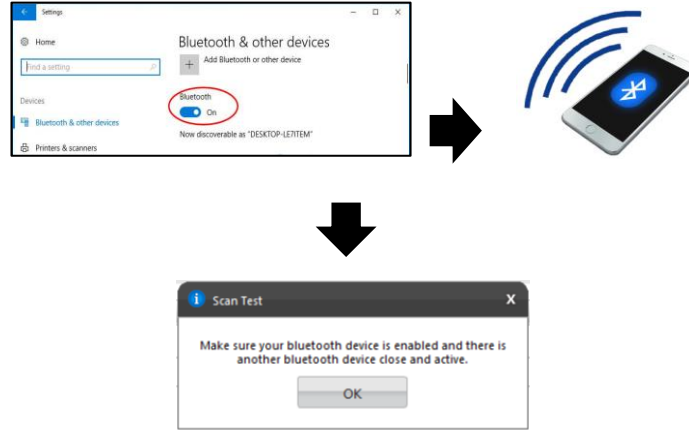 Settings
Home
Find a setting
Devices
Bluetooth & other devices
Printers & scanners
Bluetooth & other devices
Add Bluetooth or other device
Bluetooth
On
Now discoverable as "DESKTOP-LE7ITEM"
Scan Test
X
Make sure your bluetooth device is enabled and there is
another bluetooth device close and active.
OK